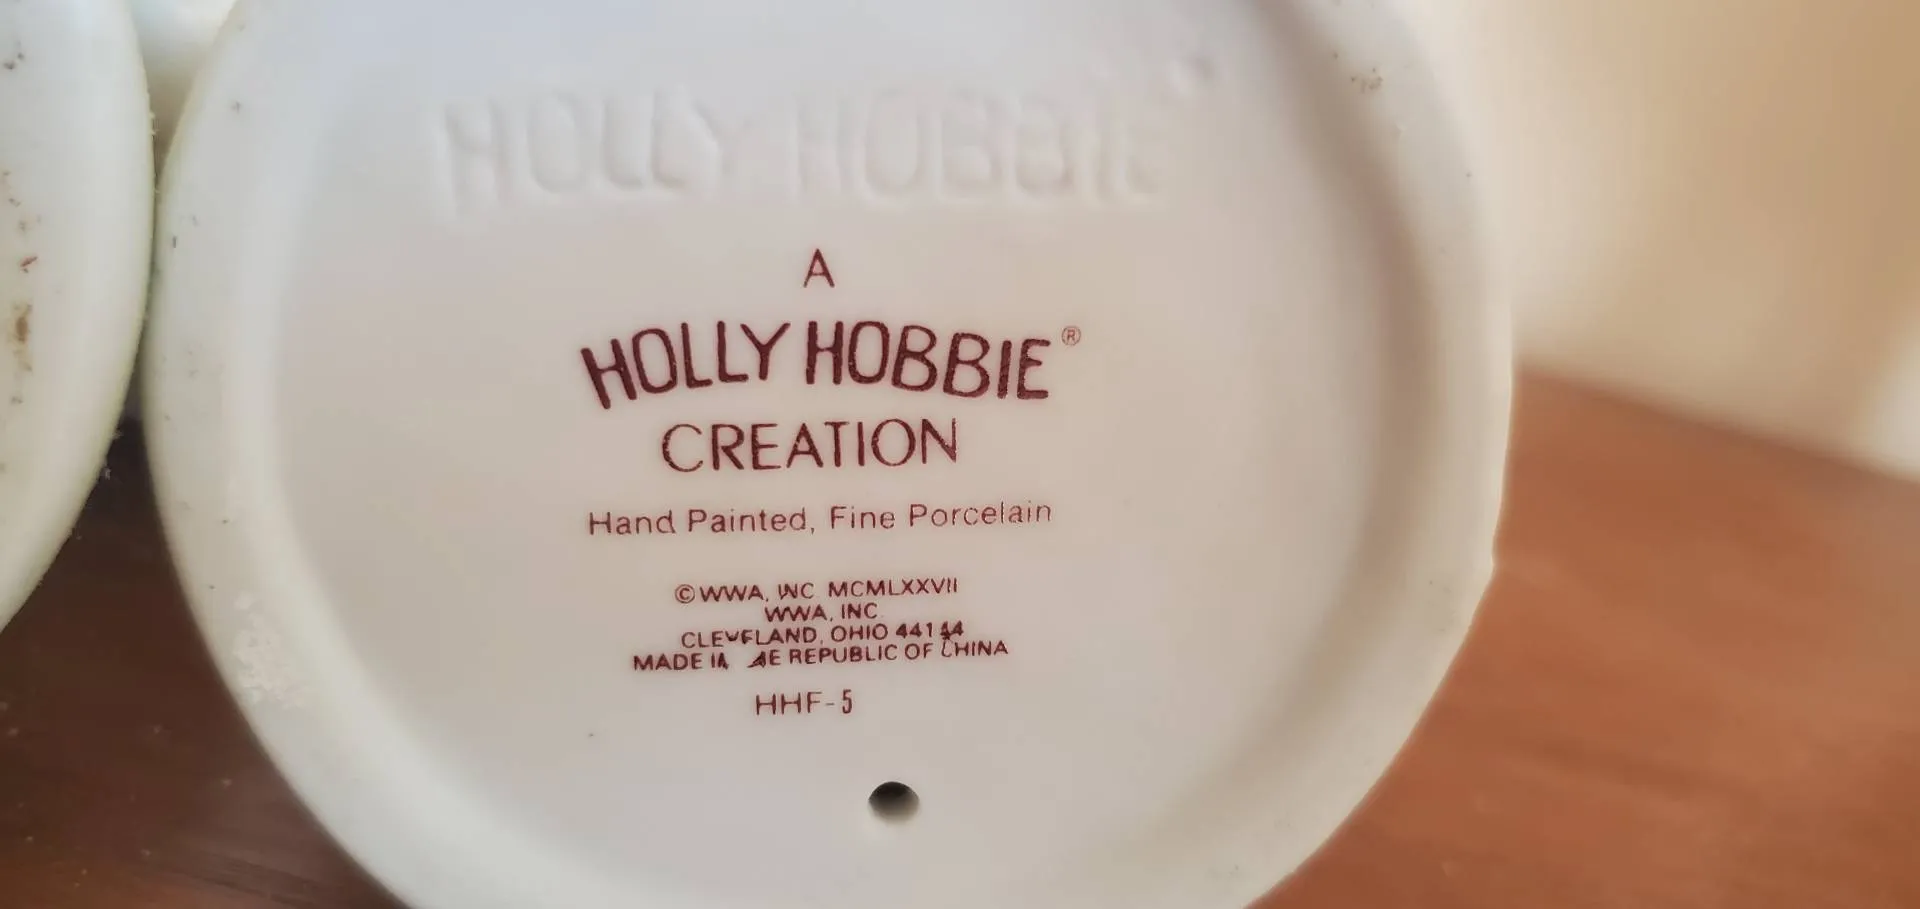 HOLLY HOBBIE
A
HOLLY HOBBIE®
CREATION
Hand Painted, Fine Porcelain
©WWA, INC MCMLXXVII
WWA, INC.
CLEVELAND, OHIO 44144
MADE IN THE REPUBLIC OF CHINA
HHF-5